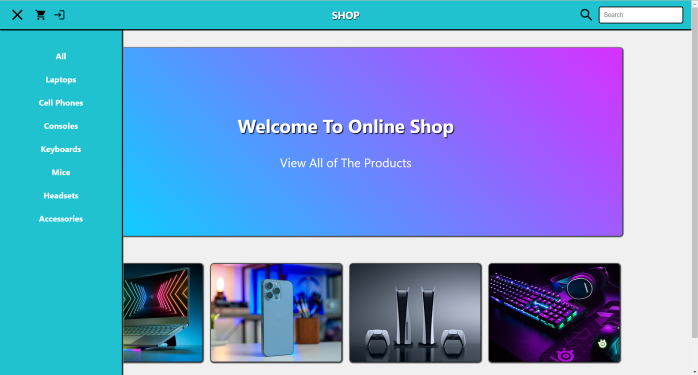 SHOP
Search
All
Laptops
Cell Phones
Consoles
Keyboards
Mice
Headsets
Accessories
Welcome To Online Shop
View All of The Products